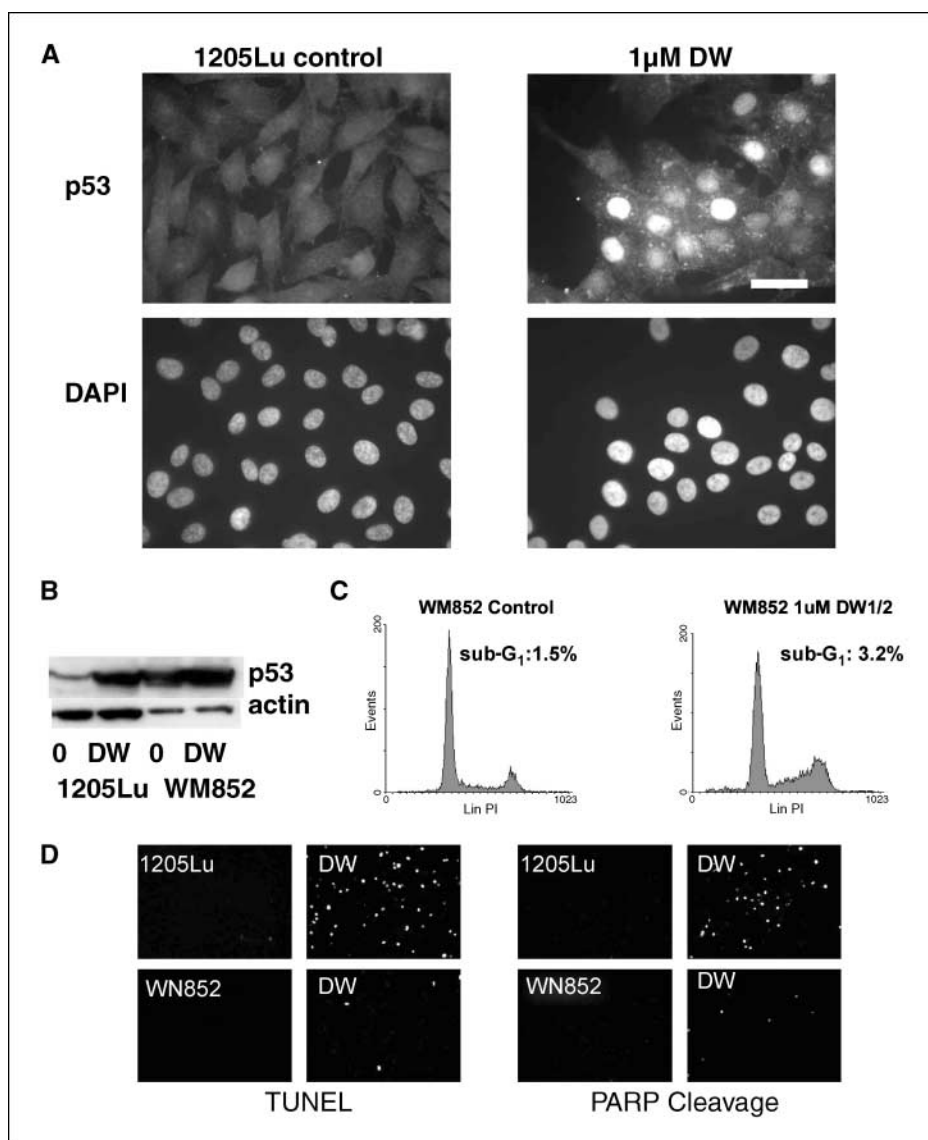 A
1205Lu control
1µM DW
p53
DAPI
B
p53
actin
0 DW 0 DW
1205Lu WM852
C
WM852 Control
200
sub-G1:1.5%
Events
0
0
1023
Lin PI
WM852 1uM DW1/2
200
sub-G1: 3.2%
Events
0
0
1023
Lin PI
D
1205Lu
DW
1205Lu
DW
WN852
DW
WN852
DW
TUNEL
PARP Cleavage